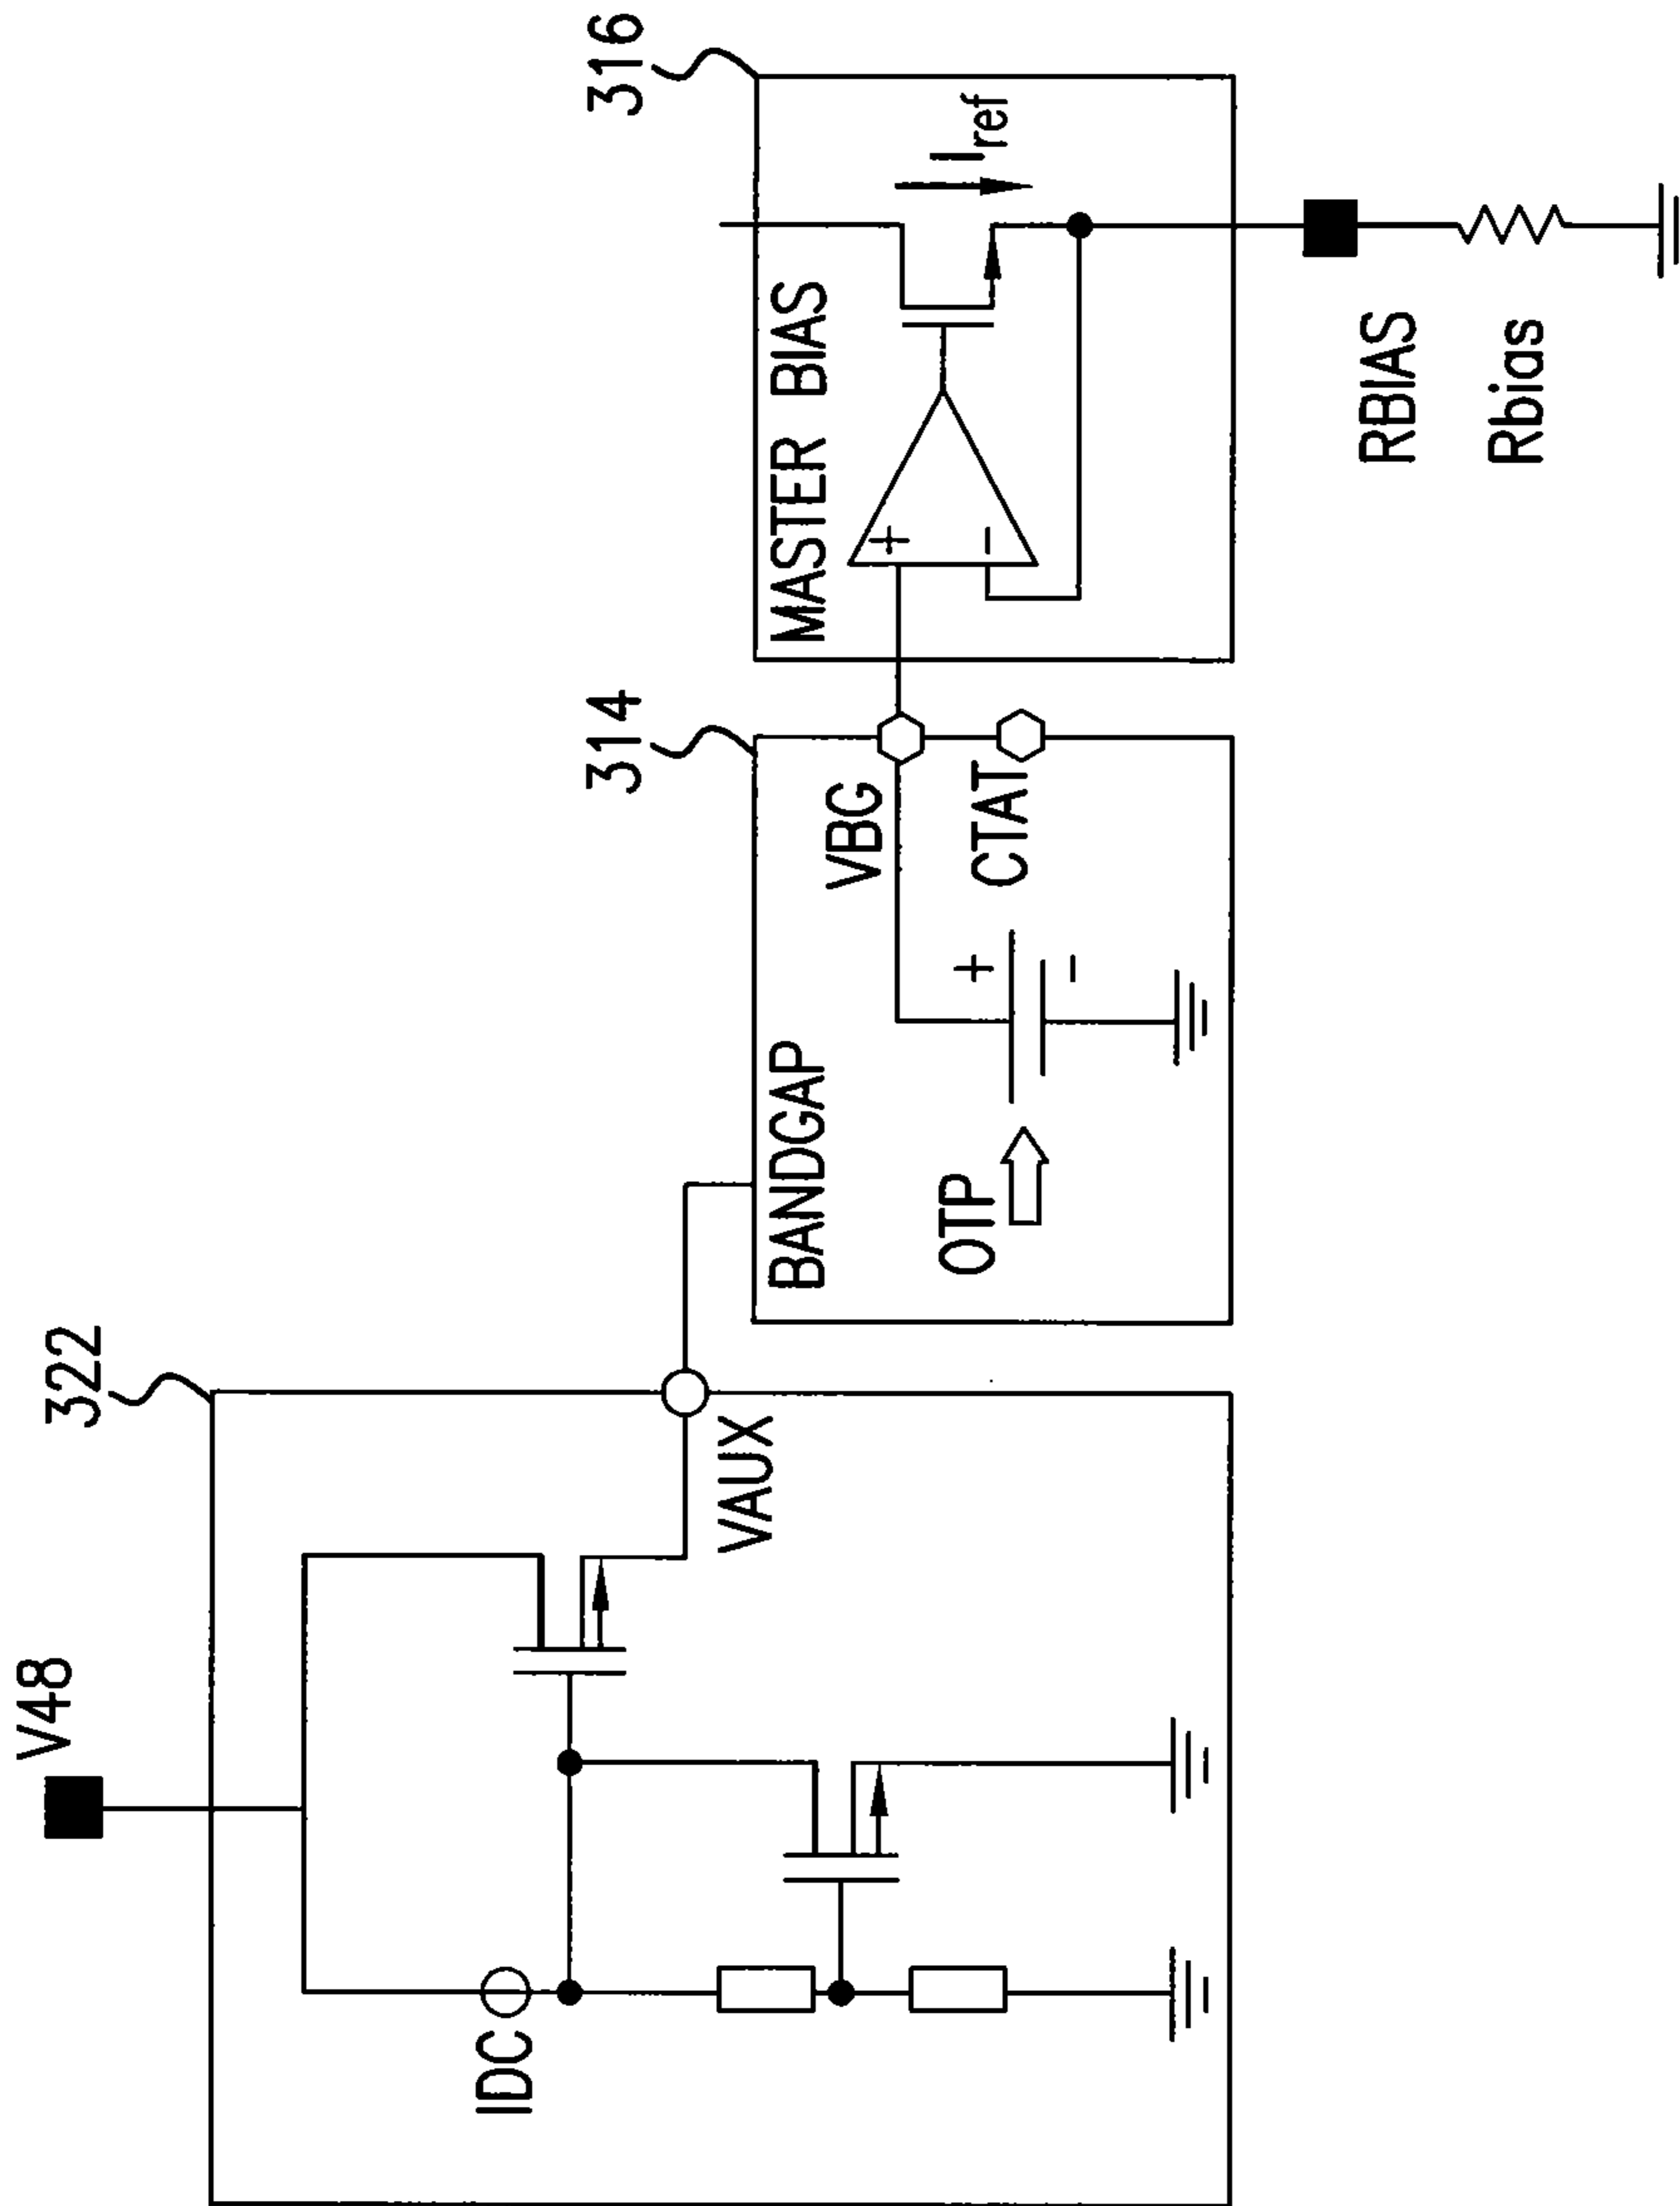 V48
322
IDC
VAUX
314
BANDGAP
OTP
+
-
VBG
CTAT
316
MASTER BIAS
+
-
Iref
RBIAS
Rbias